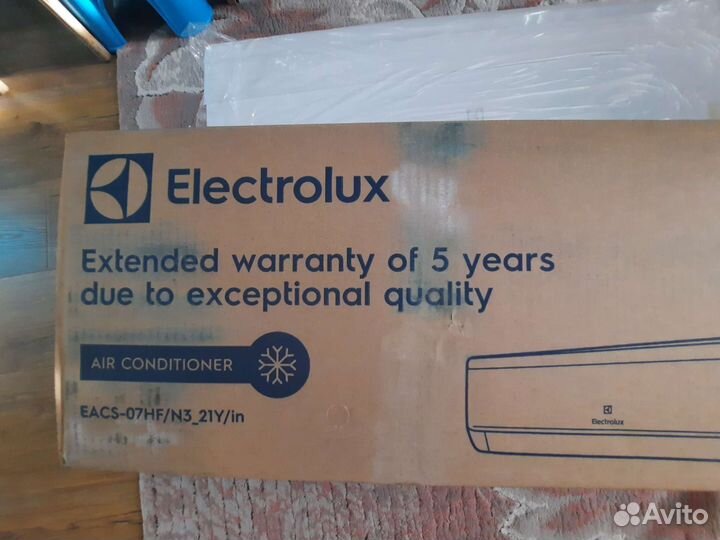 Electrolux
Extended warranty of 5 years
due to exceptional quality
AIR CONDITIONER
EACS-07HF/N3_21Y/in
Electrolux
Avito